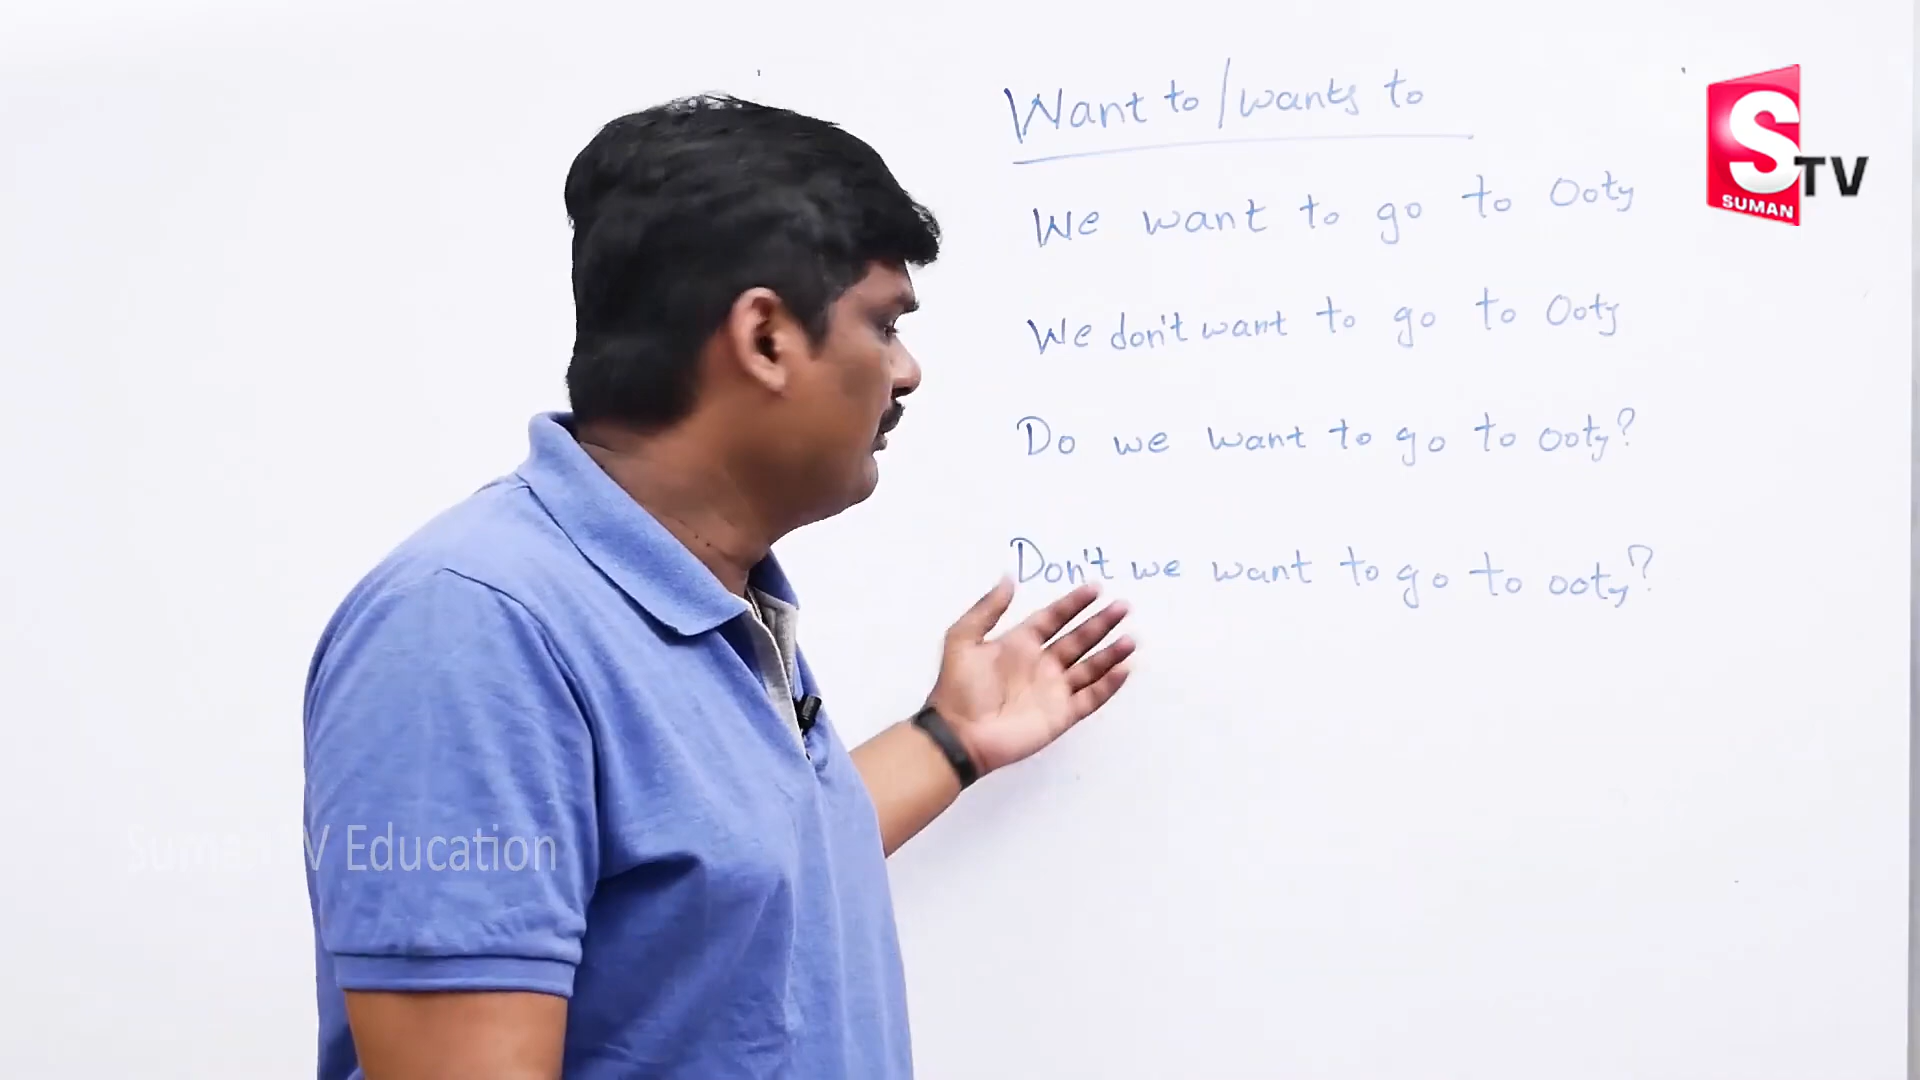 Want to / wants to
We want to go to Ooty
We don't want to go to Ooty
Do we want to go to ooty?
Don't we want to go to ooty?
S TV
SUMAN
Suman TV Education